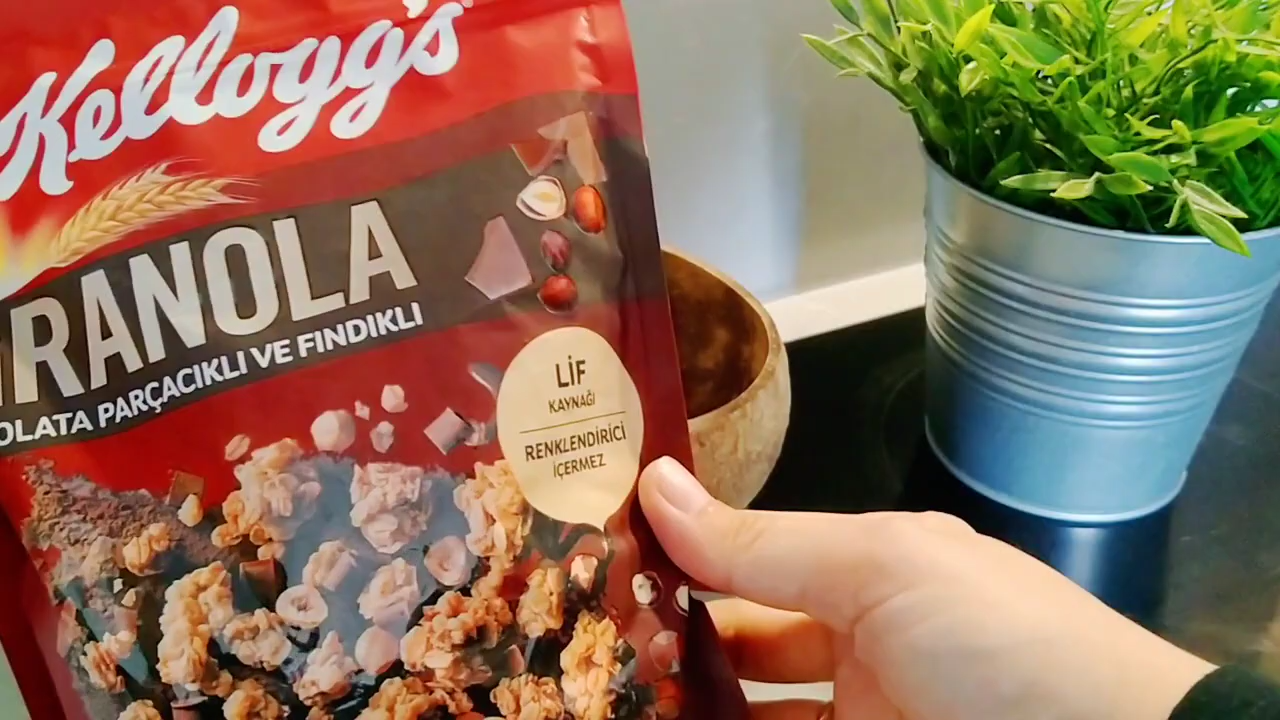 Kellogg's
RANOLA
OLATA PARÇACIKLI VE FINDIKLI
LİF
KAYNAĞI
RENKLENDİRİCİ
İÇERMEZ